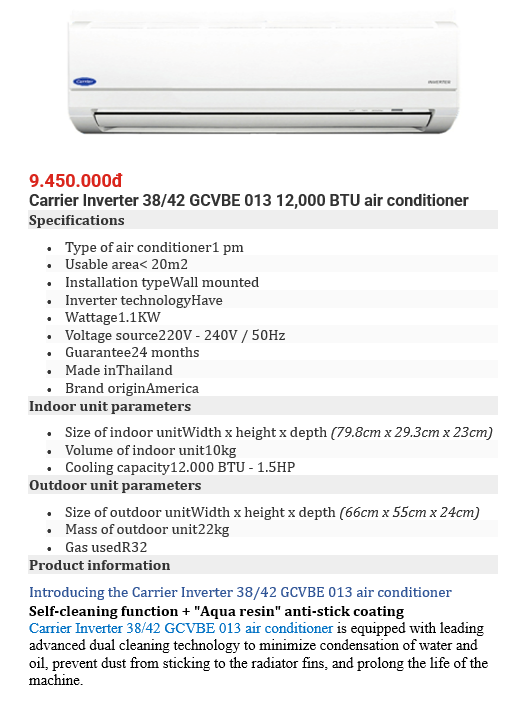 Carrier
INVERTER
9.450.000đ
Carrier Inverter 38/42 GCVBE 013 12,000 BTU air conditioner
Specifications
• Type of air conditioner1 pm
• Usable area< 20m2
• Installation typeWall mounted
• Inverter technologyHave
• Wattage1.1KW
• Voltage source220V - 240V / 50Hz
• Guarantee24 months
• Made inThailand
• Brand originAmerica
Indoor unit parameters
• Size of indoor unitWidth x height x depth (79.8cm x 29.3cm x 23cm)
• Volume of indoor unit10kg
• Cooling capacity12.000 BTU - 1.5HP
Outdoor unit parameters
• Size of outdoor unitWidth x height x depth (66cm x 55cm x 24cm)
• Mass of outdoor unit22kg
• Gas usedR32
Product information
Introducing the Carrier Inverter 38/42 GCVBE 013 air conditioner
Self-cleaning function + "Aqua resin" anti-stick coating
Carrier Inverter 38/42 GCVBE 013 air conditioner is equipped with leading
advanced dual cleaning technology to minimize condensation of water and
oil, prevent dust from sticking to the radiator fins, and prolong the life of the
machine.